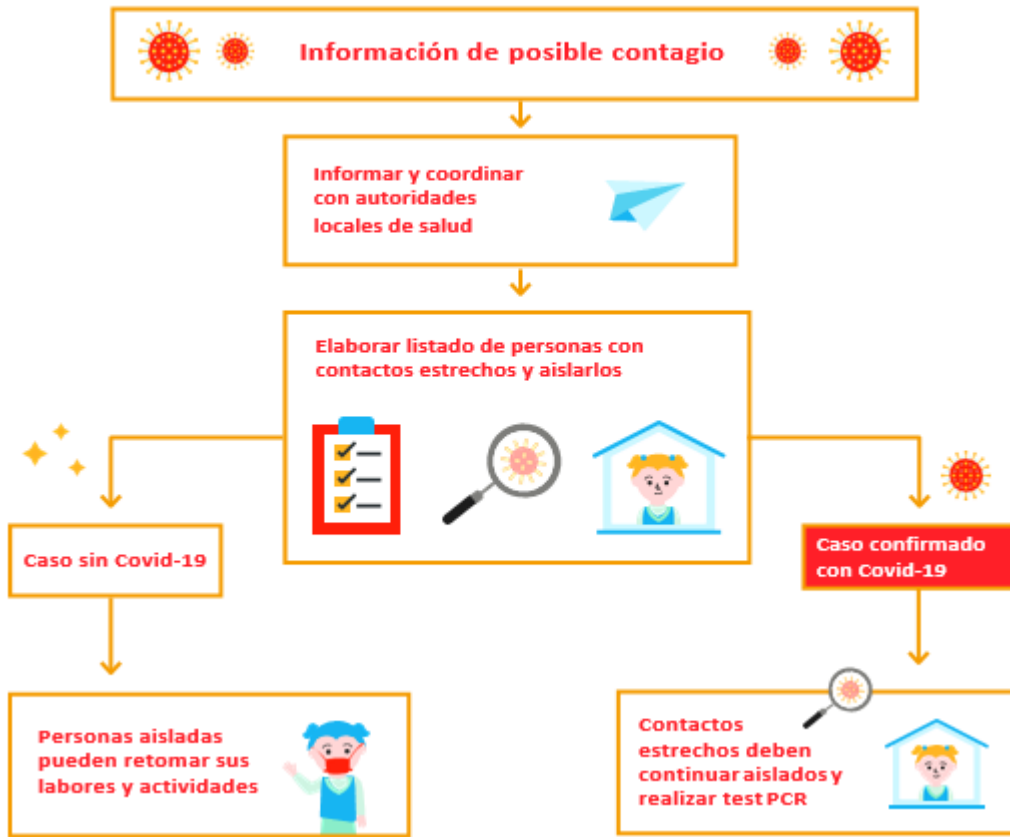 Información de posible contagio
Informar y coordinar
con autoridades
locales de salud
Elaborar listado de personas con
contactos estrechos y aislarlos
Caso sin Covid-19
Caso confirmado
con Covid-19
Personas aisladas
pueden retomar sus
labores y actividades
Contactos
estrechos deben
continuar aislados y
realizar test PCR